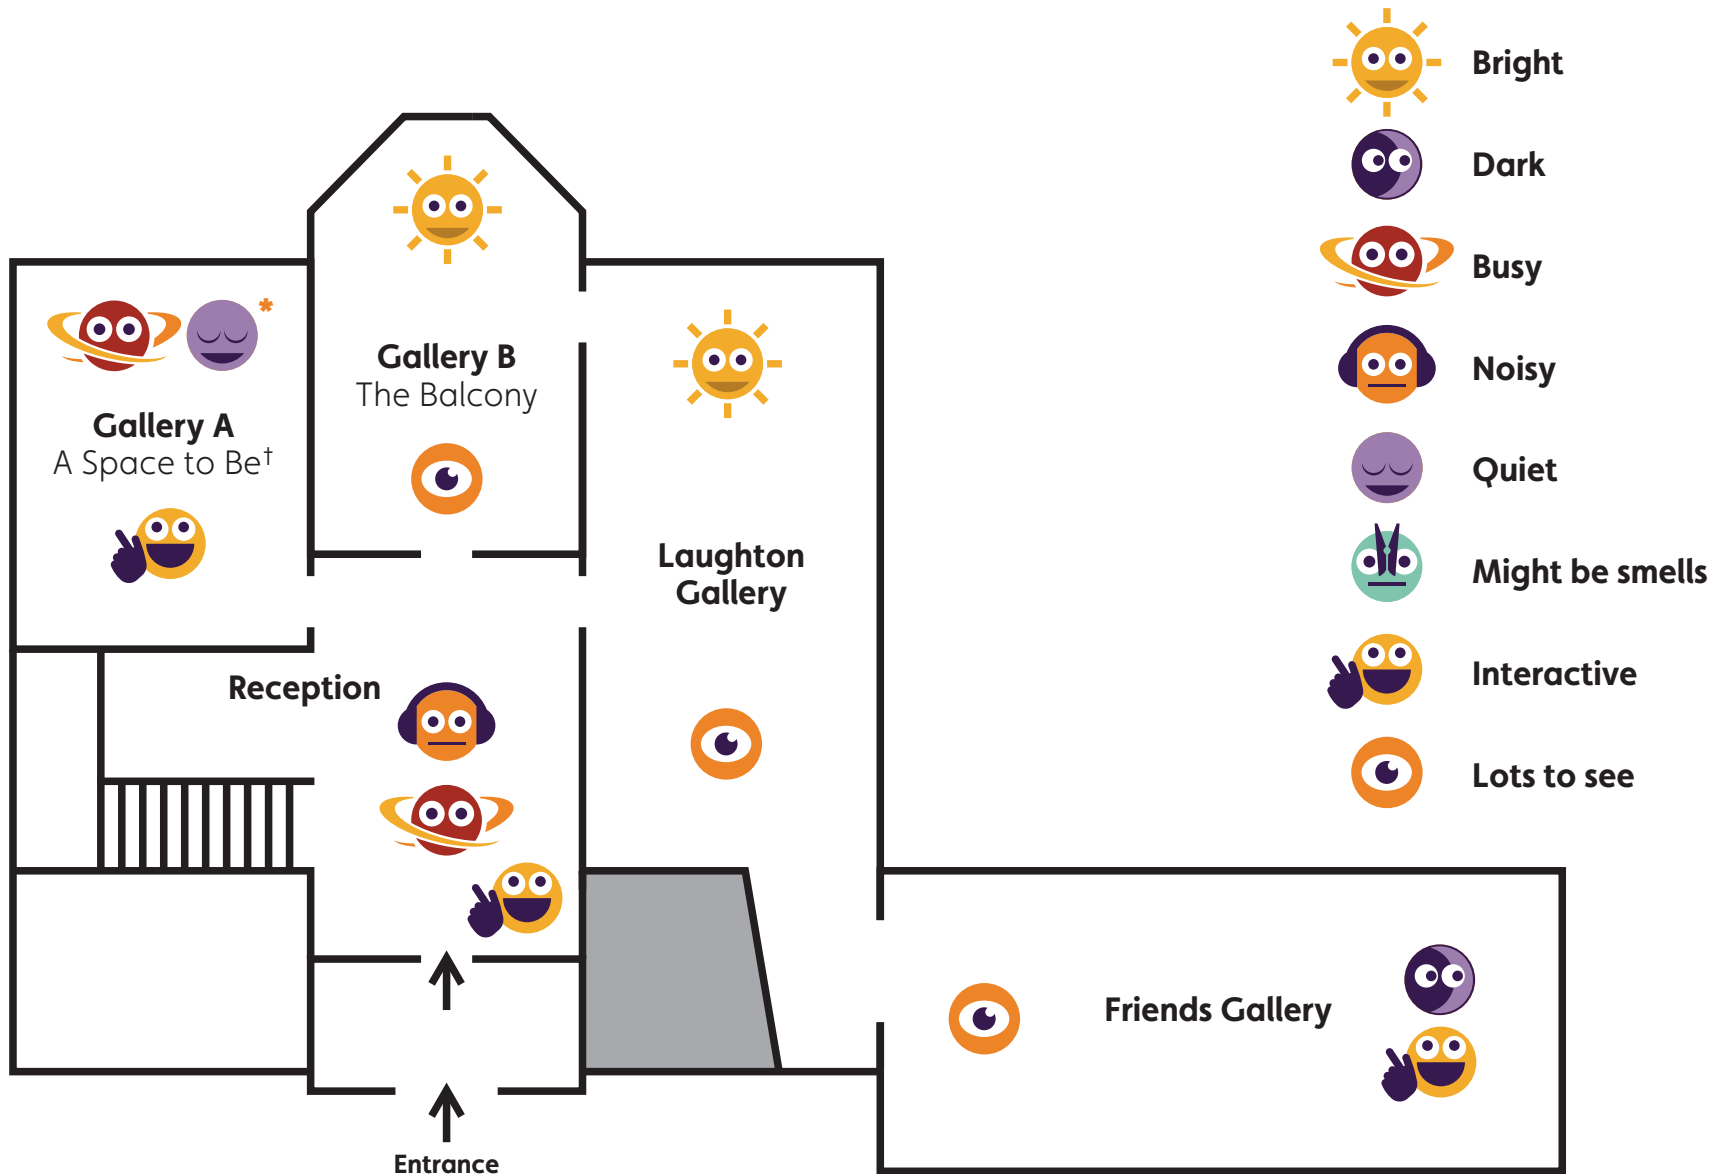 Bright
Dark
Busy
Noisy
Quiet
Might be smells
Interactive
Lots to see
*
Gallery A
A Space to Be†
Gallery B
The Balcony
Laughton
Gallery
Reception
Friends Gallery
Entrance